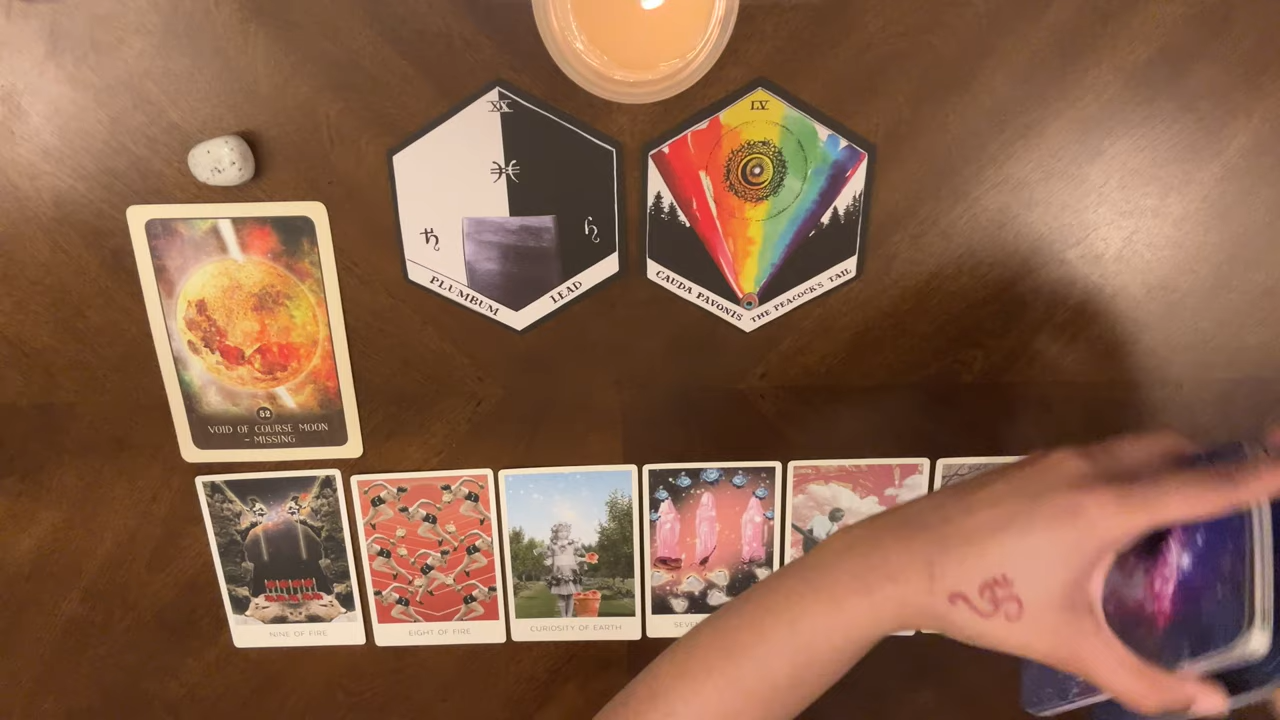 XX
PLUMBUM
LEAD
LV
CAUDA PAVONIS
THE PEACOCK'S TAIL
52
VOID OF COURSE MOON
~ MISSING
NINE OF FIRE
EIGHT OF FIRE
CURIOSITY OF EARTH